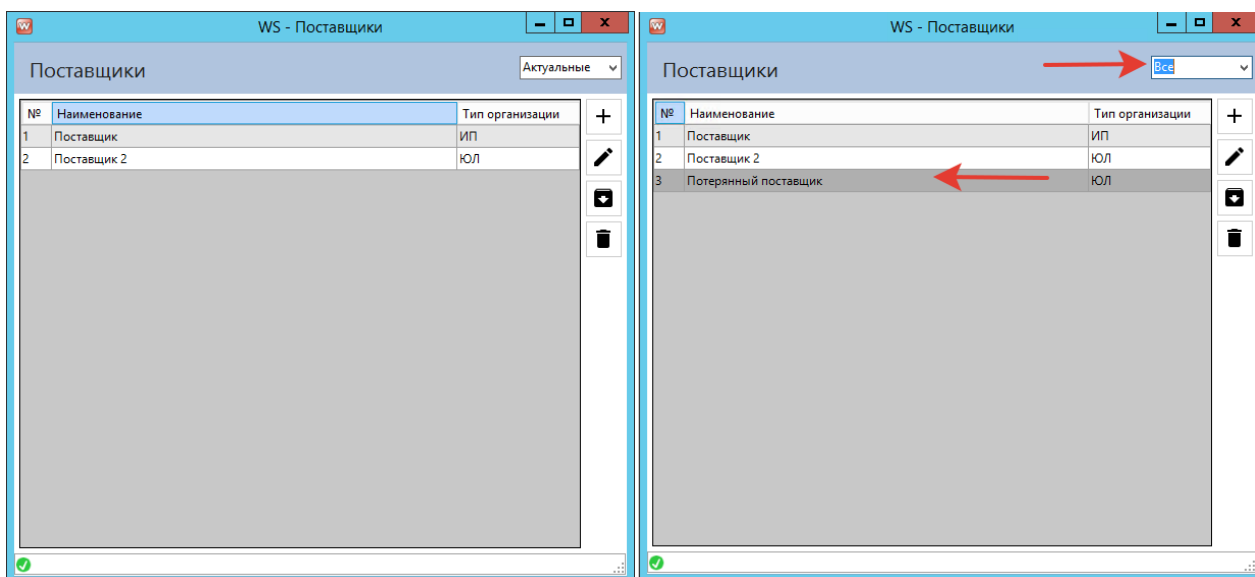 WS - Поставщики
Поставщики
Актуальные
№ Наименование Тип организации
1 Поставщик ИП
2 Поставщик 2 ЮЛ
WS - Поставщики
Поставщики
Все
№ Наименование Тип организации
1 Поставщик ИП
2 Поставщик 2 ЮЛ
3 Потерянный поставщик ЮЛ